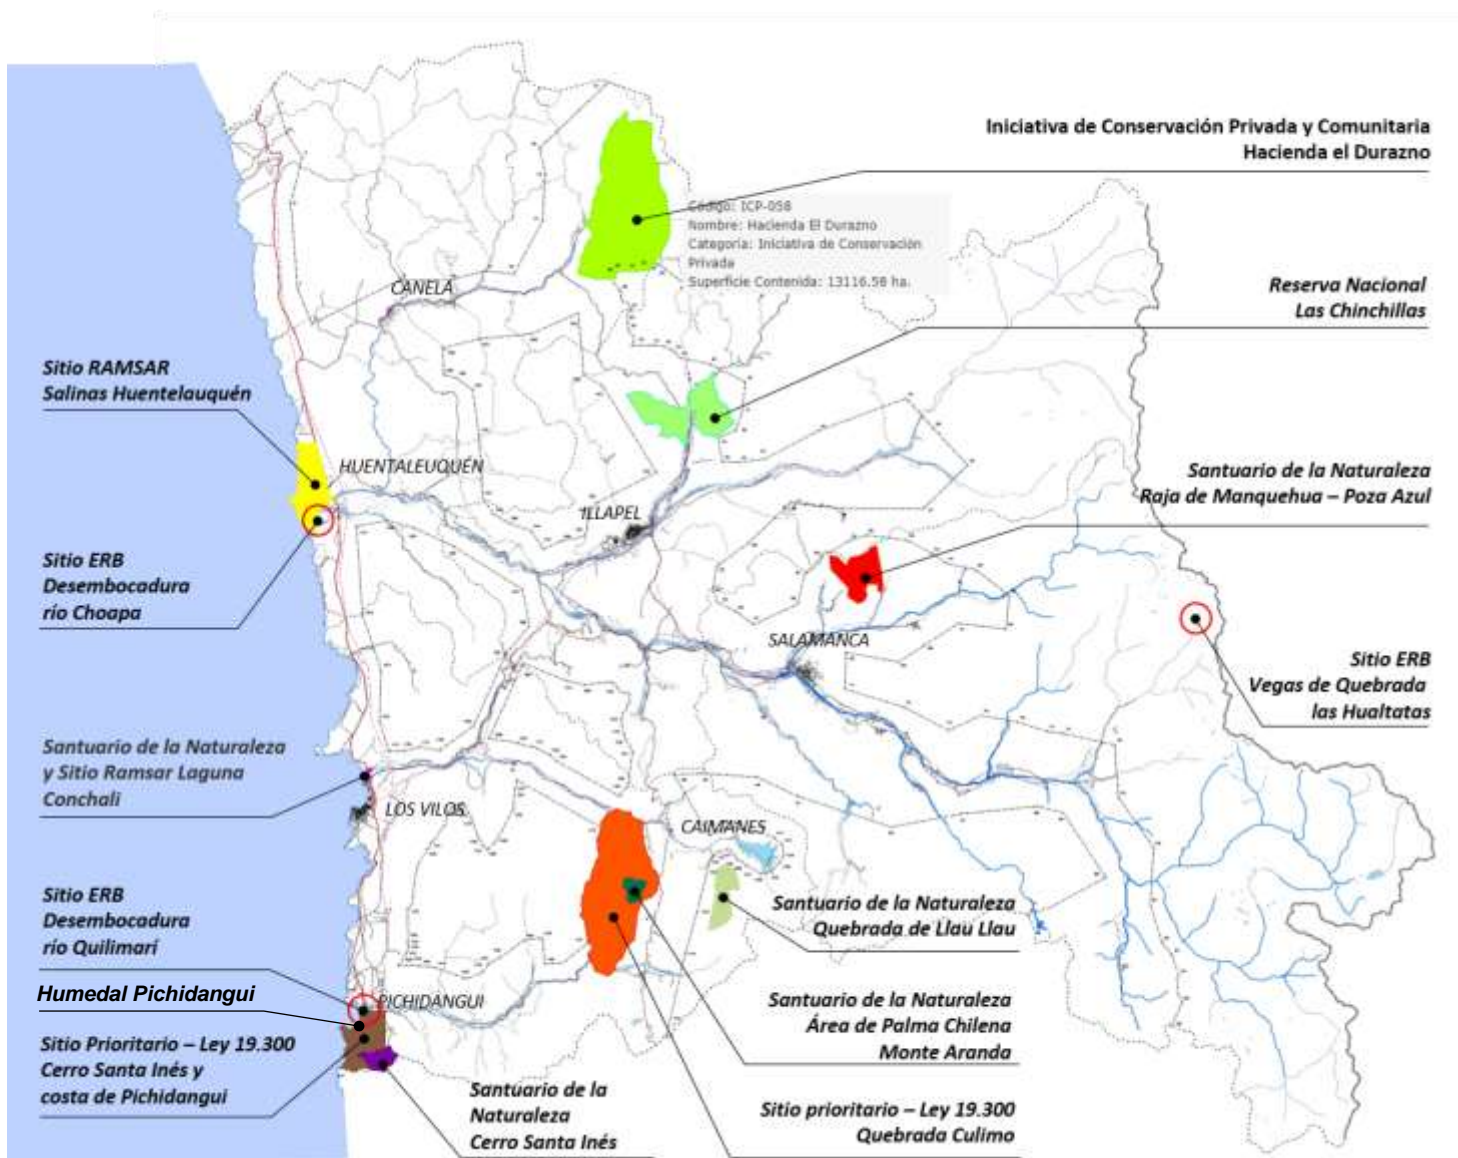 Iniciativa de Conservación Privada y Comunitaria
Hacienda el Durazno
Código: ICP-058
Nombre: Hacienda El Durazno
Categoría: Iniciativa de Conservación
Privada
Superficie Contenida: 13116.58 ha.
CANELA
Reserva Nacional
Las Chinchillas
Sitio RAMSAR
Salinas Huentelauquén
HUENTALEUQUÉN
Santuario de la Naturaleza
Raja de Manquehua – Poza Azul
ILLAPEL
Sitio ERB
Desembocadura
río Choapa
SALAMANCA
Sitio ERB
Vegas de Quebrada
las Hualtatas
Santuario de la Naturaleza
y Sitio Ramsar Laguna
Conchali
LOS VILOS
CAIMANES
Sitio ERB
Desembocadura
río Quilimarí
Santuario de la Naturaleza
Quebrada de Llau Llau
Humedal Pichidangui
PICHIDANGUI
Santuario de la Naturaleza
Área de Palma Chilena
Monte Aranda
Sitio Prioritario – Ley 19.300
Cerro Santa Inés y
costa de Pichidangui
Santuario de la
Naturaleza
Cerro Santa Inés
Sitio prioritario – Ley 19.300
Quebrada Culimo